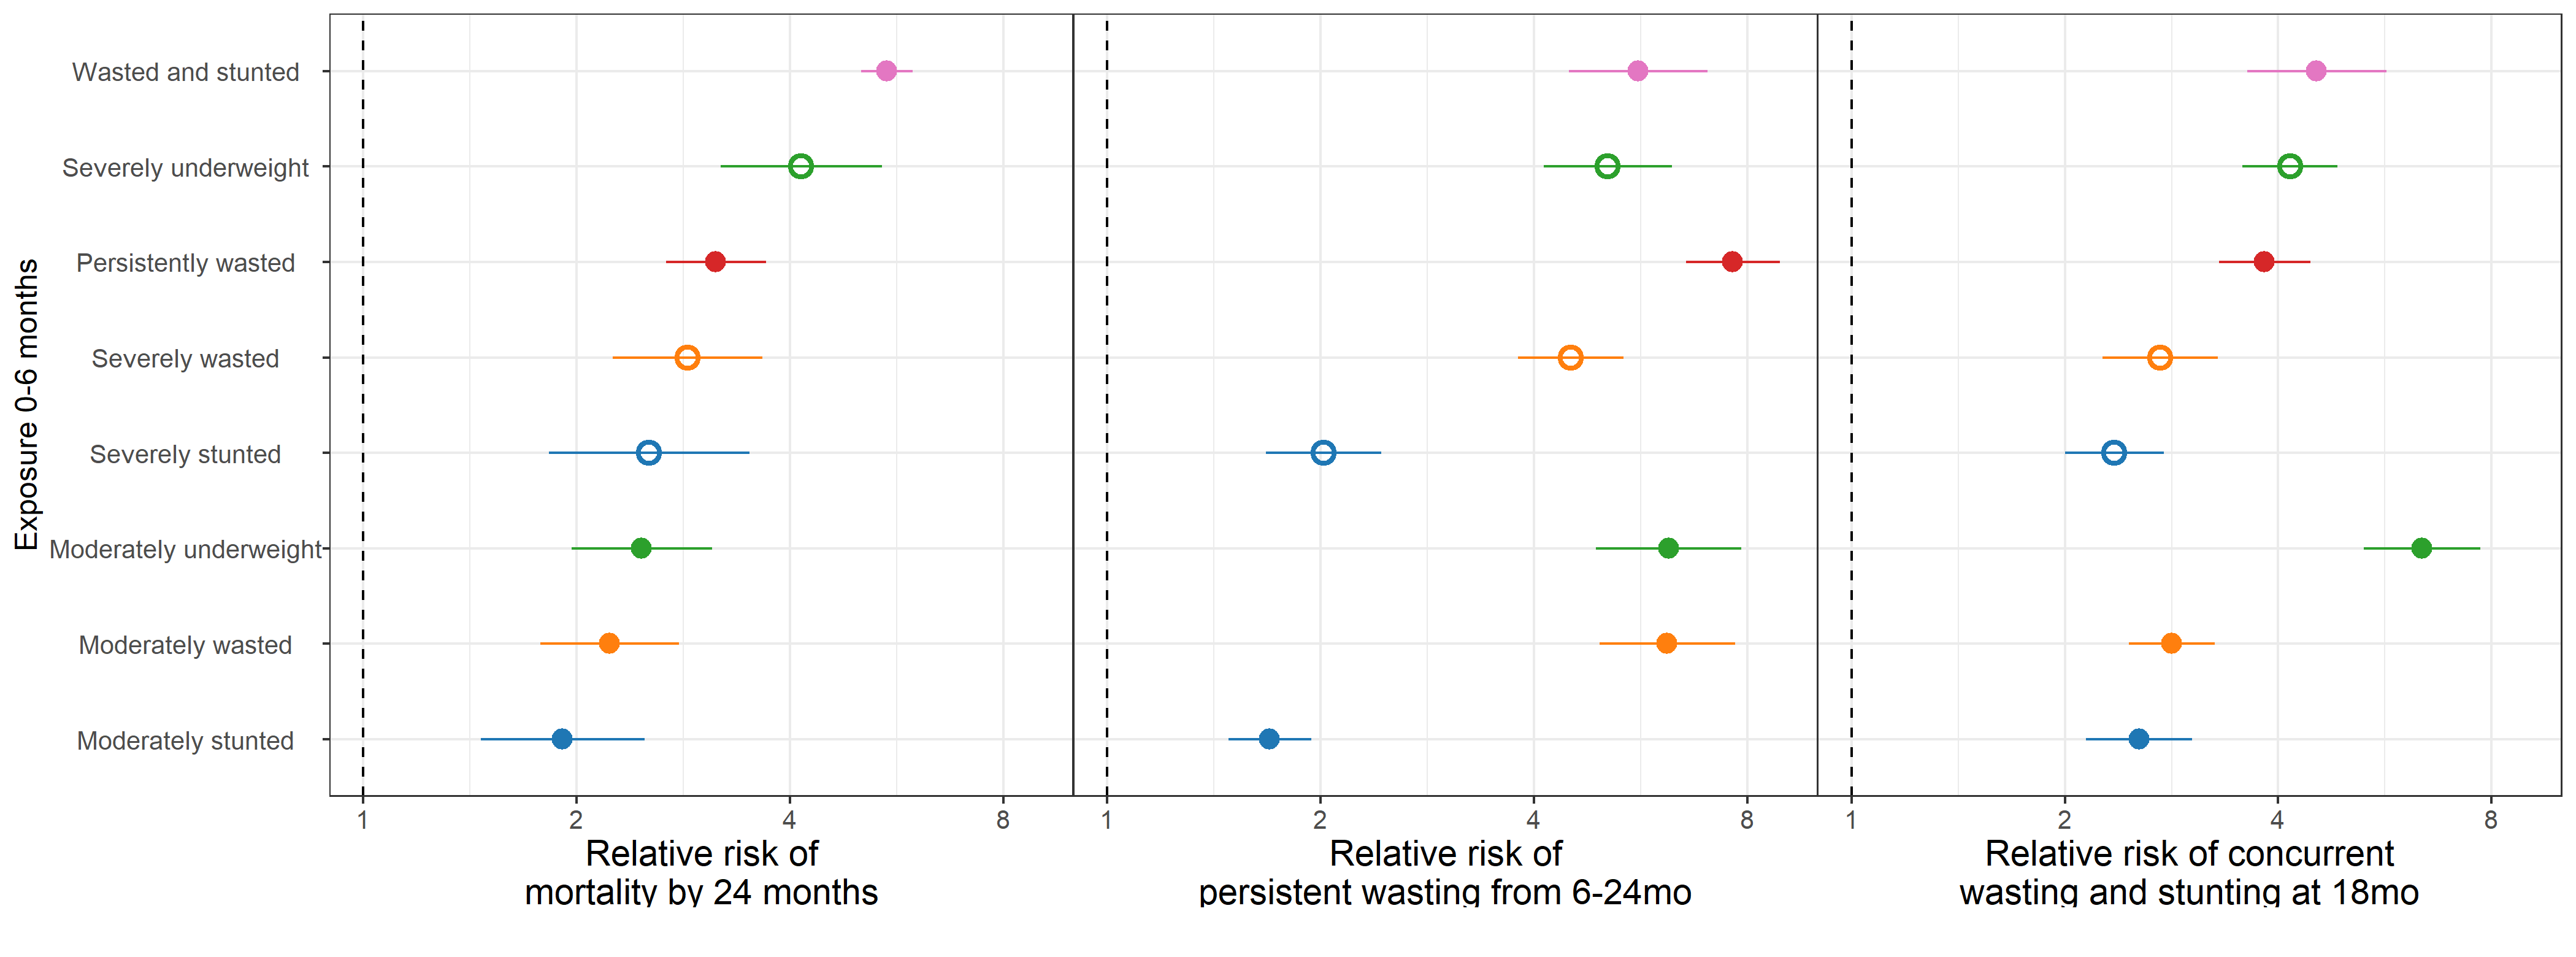 Exposure 0-6 months
Wasted and stunted
Severely underweight
Persistently wasted
Severely wasted
Severely stunted
Moderately underweight
Moderately wasted
Moderately stunted
1 2 4 8 1 2 4 8 1 2 4 8
Relative risk of
mortality by 24 months
Relative risk of
persistent wasting from 6-24mo
Relative risk of concurrent
wasting and stunting at 18mo